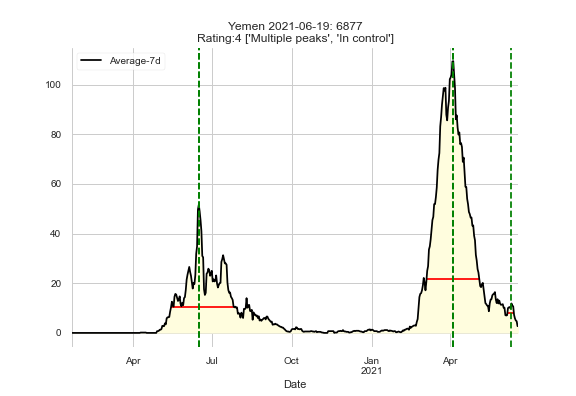 Yemen 2021-06-19: 6877
Rating:4 ['Multiple peaks', 'In control']
Average-7d
100
80
60
40
20
0
Apr
Jul
Oct
Jan
2021
Apr
Date